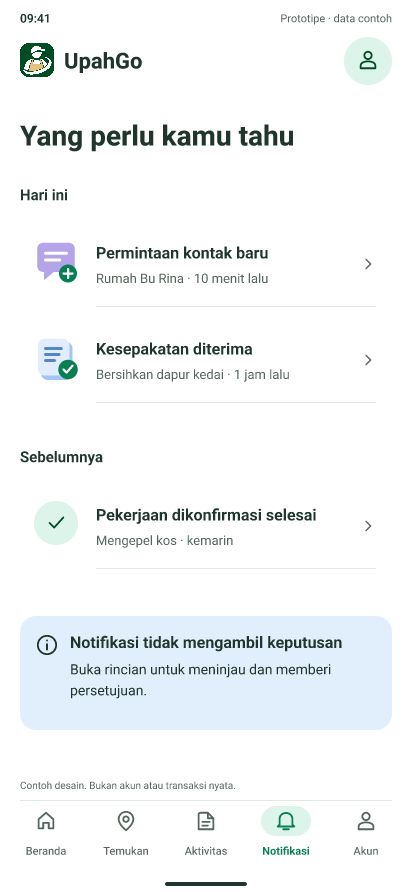 09:41
Prototipe · data contoh
UpahGo
Yang perlu kamu tahu
Hari ini
Permintaan kontak baru
Rumah Bu Rina · 10 menit lalu
Kesepakatan diterima
Bersihkan dapur kedai · 1 jam lalu
Sebelumnya
Pekerjaan dikonfirmasi selesai
Mengepel kos · kemarin
Notifikasi tidak mengambil keputusan
Buka rincian untuk meninjau dan memberi
persetujuan.
Contoh desain. Bukan akun atau transaksi nyata.
Beranda
Temukan
Aktivitas
Notifikasi
Akun